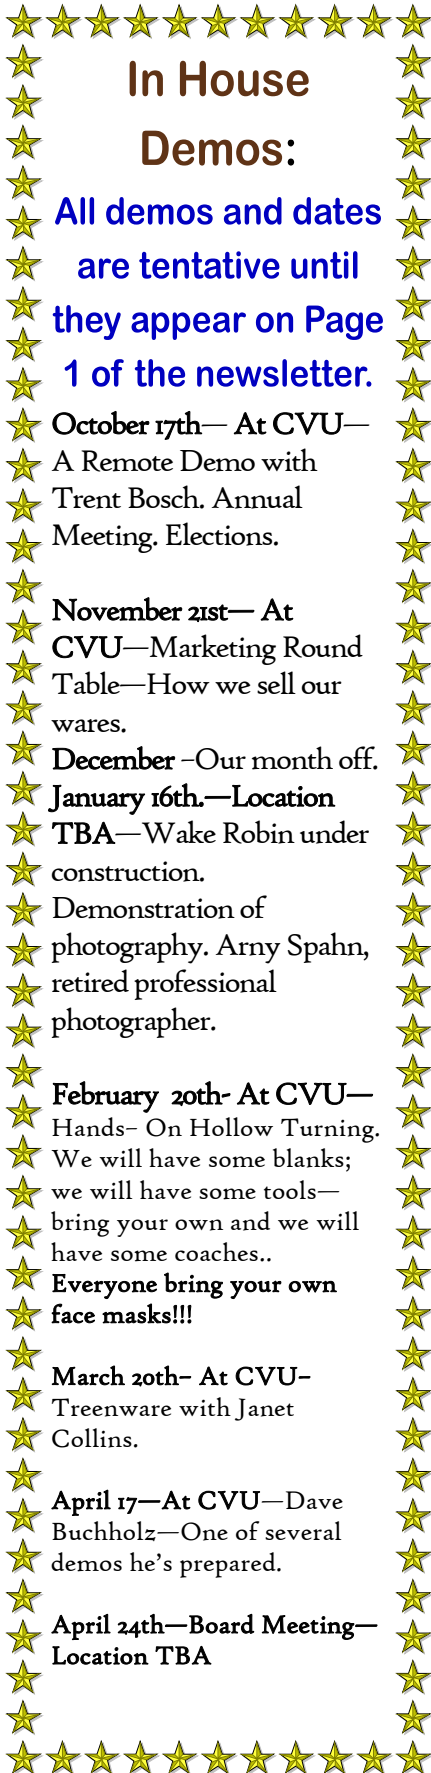 In House
Demos:
All demos and dates
are tentative until
they appear on Page
1 of the newsletter.
October 17th— At CVU—
A Remote Demo with
Trent Bosch. Annual
Meeting. Elections.
November 21st— At
CVU—Marketing Round
Table—How we sell our
wares.
December –Our month off.
January 16th.—Location
TBA—Wake Robin under
construction.
Demonstration of
photography. Arny Spahn,
retired professional
photographer.
February  20th- At CVU—
Hands– On Hollow Turning.
We will have some blanks;
we will have some tools—
bring your own and we will
have some coaches..
Everyone bring your own
face masks!!!
March 20th– At CVU–
Treenware with Janet
Collins.
April 17—At CVU—Dave
Buchholz—One of several
demos he’s prepared.
April 24th—Board Meeting—
Location TBA